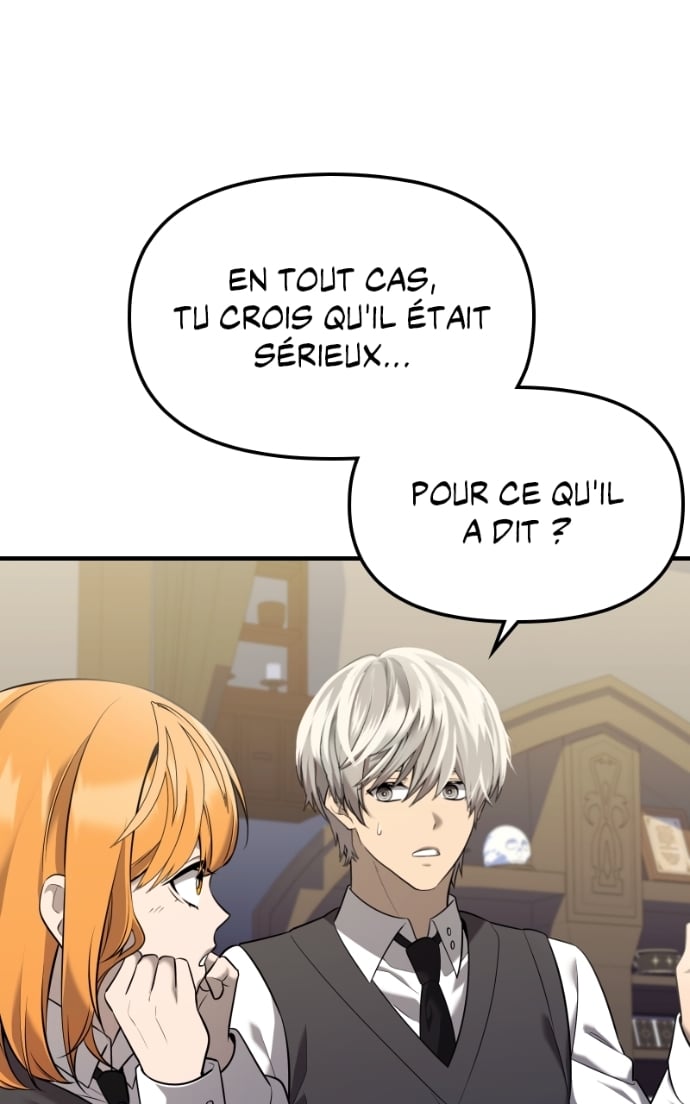 EN TOUT CAS,
TU CROIS QU'IL ÉTAIT
SÉRIEUX...
POUR CE QU'IL
A DIT ?